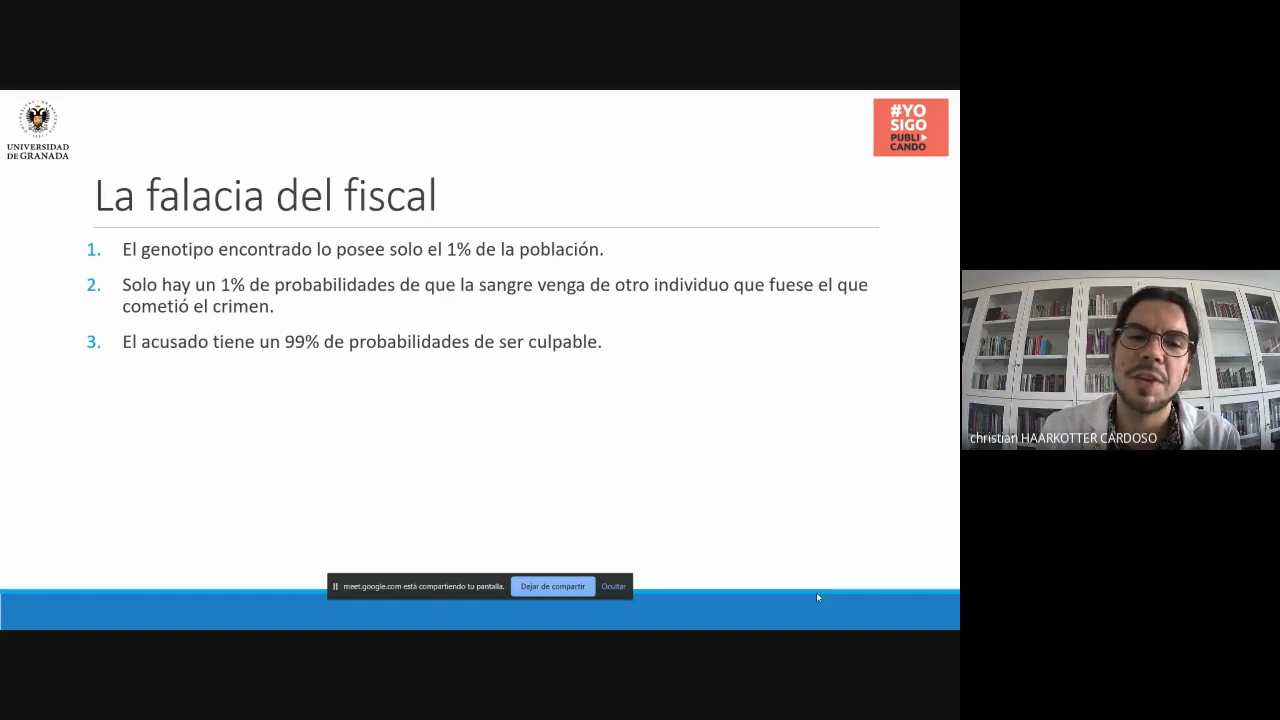 UNIVERSIDAD
DE GRANADA
#YO
SIGO
PUBLI
CANDO
La falacia del fiscal
1. El genotipo encontrado lo posee solo el 1% de la población.
2. Solo hay un 1% de probabilidades de que la sangre venga de otro individuo que fuese el que
cometió el crimen.
3. El acusado tiene un 99% de probabilidades de ser culpable.
christian HAARKOTTER CARDOSO
meet.google.com está compartiendo tu pantalla. Dejar de compartir Ocultar